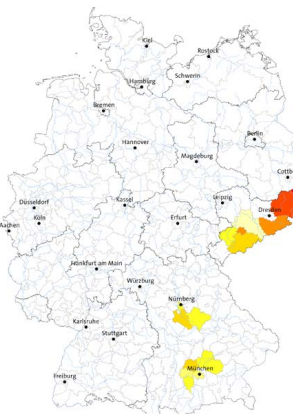 Kiel
Rostock
Hamburg
Schwerin
Bremen
Berlin
Hannover
Magdeburg
Cottb
Düsseldorf
Kassel
Leipzig
Dresden
Aachen
Köln
Erfurt
Frankfurt am Main
Würzburg
Nürnberg
Karlsruhe
Stuttgart
München
Freiburg